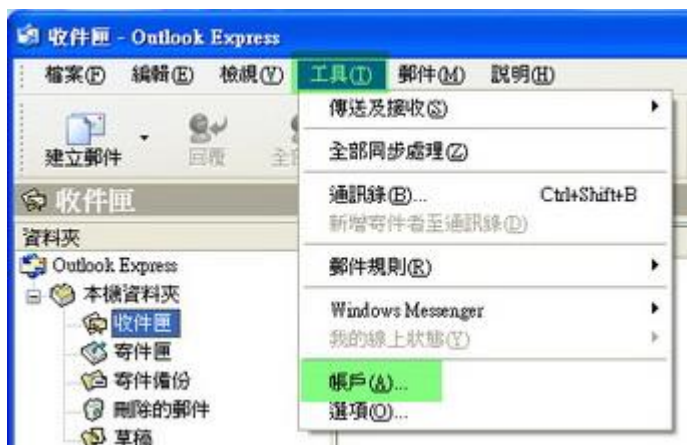 收件匣 - Outlook Express
檔案(F) 編輯(E) 檢視(V) 工具(T) 郵件(M) 說明(H)
建立郵件 回覆
收件匣
資料夾
Outlook Express
本機資料夾
收件匣
寄件匣
寄件備份
刪除的郵件
草稿
傳送及接收(S)
全部同步處理(Z)
通訊錄(B)... Ctrl+Shift+B
新增寄件者至通訊錄(D)
郵件規則(R)
Windows Messenger
我的線上狀態(Y)
帳戶(A)...
選項(O)...